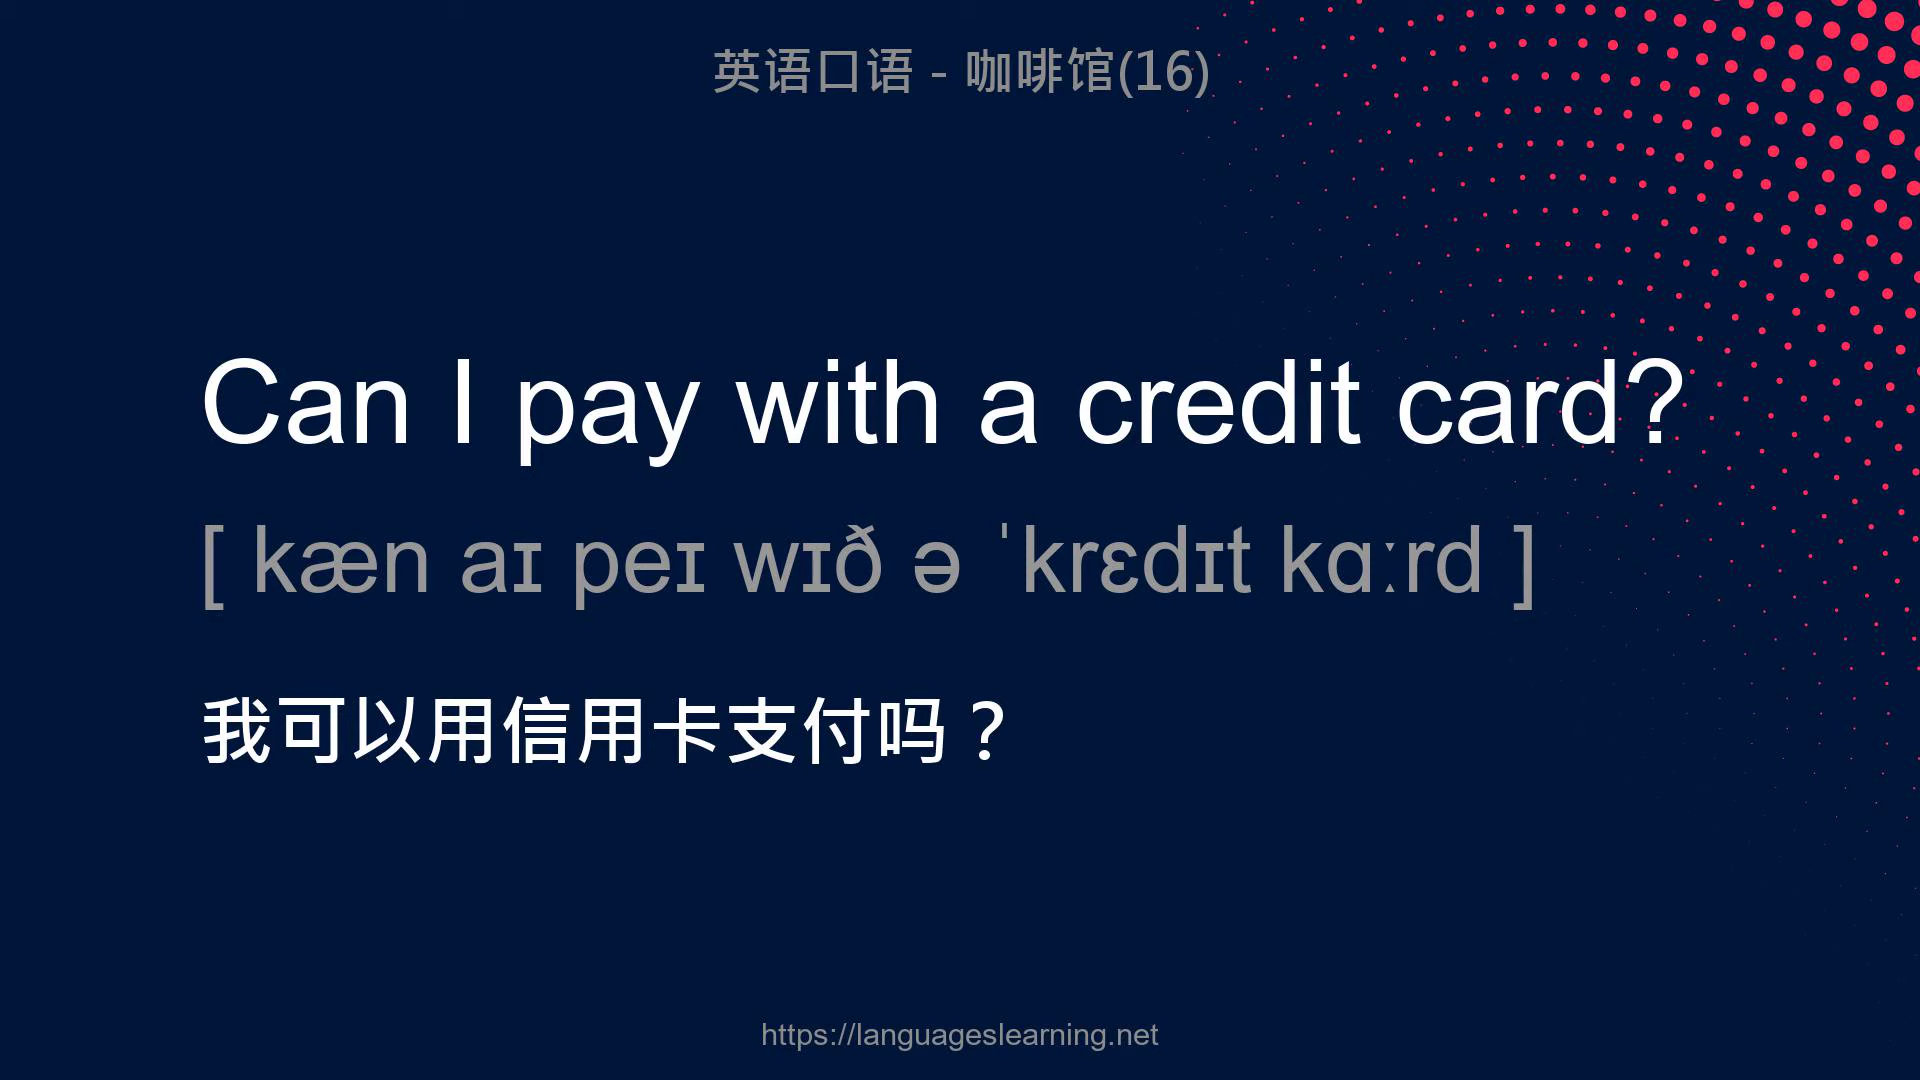 英语口语 - 咖啡馆(16)
Can I pay with a credit card?
[ kæn aɪ peɪ wɪð ə ˈkrɛdɪt kɑːrd ]
我可以用信用卡支付吗？
https://languageslearning.net